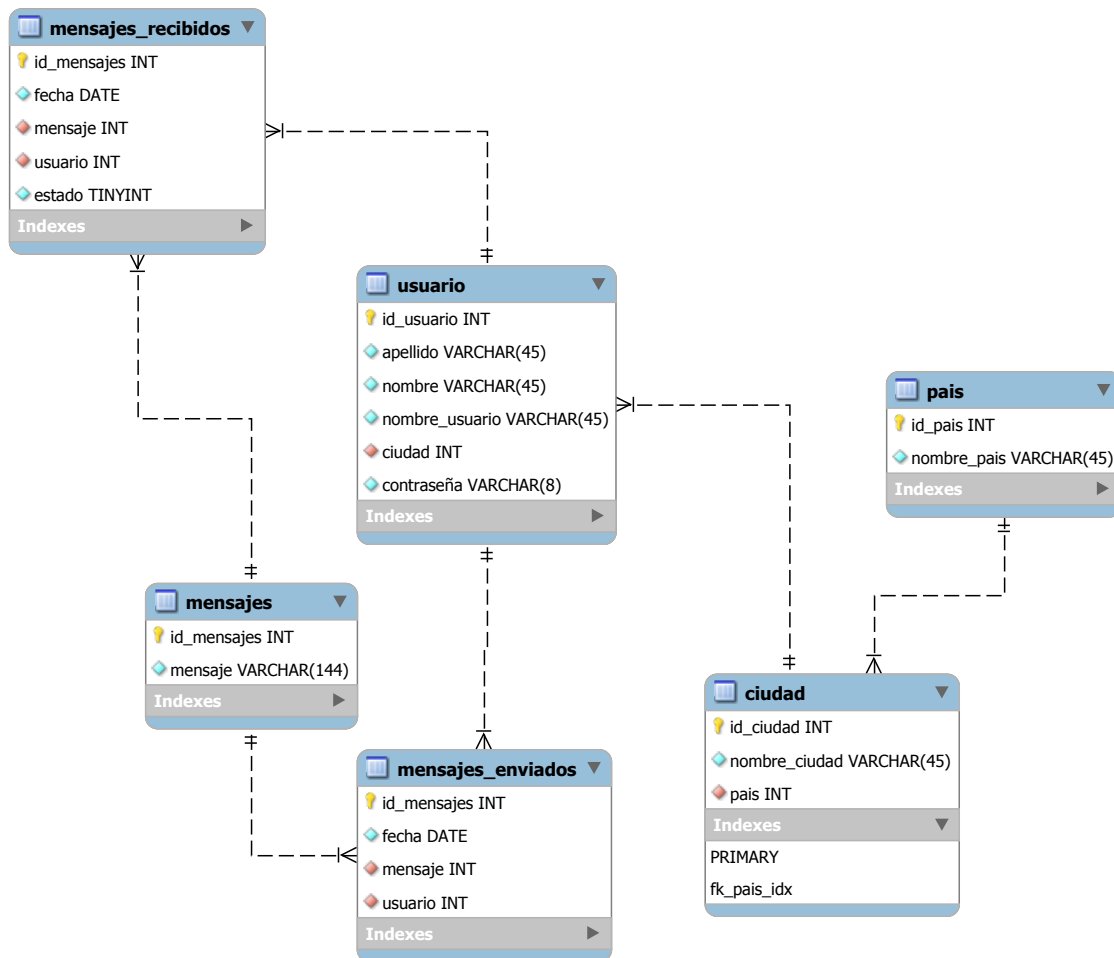 mensajes_recibidos
id_mensajes INT
fecha DATE
mensaje INT
usuario INT
estado TINYINT
Indexes
usuario
id_usuario INT
apellido VARCHAR(45)
nombre VARCHAR(45)
nombre_usuario VARCHAR(45)
ciudad INT
contraseña VARCHAR(8)
Indexes
pais
id_pais INT
nombre_pais VARCHAR(45)
Indexes
mensajes
id_mensajes INT
mensaje VARCHAR(144)
Indexes
ciudad
id_ciudad INT
nombre_ciudad VARCHAR(45)
pais INT
Indexes
PRIMARY
fk_pais_idx
mensajes_enviados
id_mensajes INT
fecha DATE
mensaje INT
usuario INT
Indexes